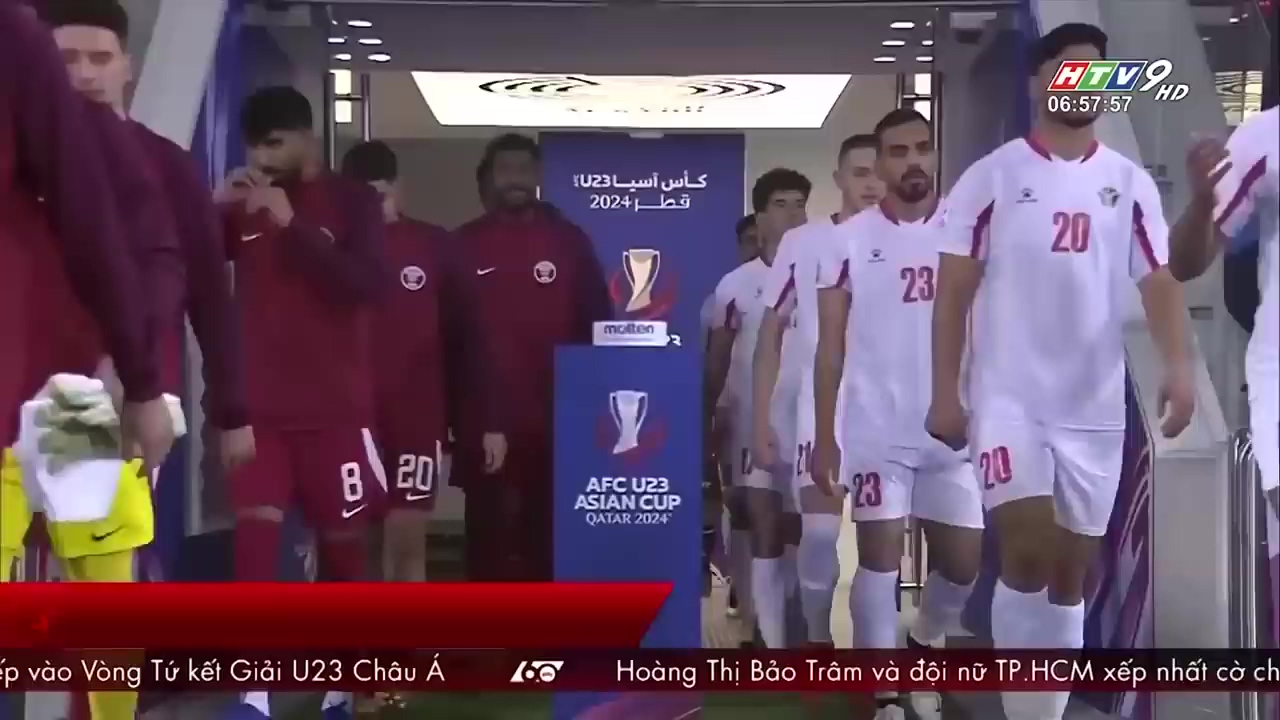 HTV9 HD
06:57:57
كأس آسيا U23
قطر 2024
20
23
molten
8
20
23
20
AFC U23
ASIAN CUP
QATAR 2024
ếp vào Vòng Tứ kết Giải U23 Châu Á
60
Hoàng Thị Bảo Trâm và đội nữ TP.HCM xếp nhất cờ ch